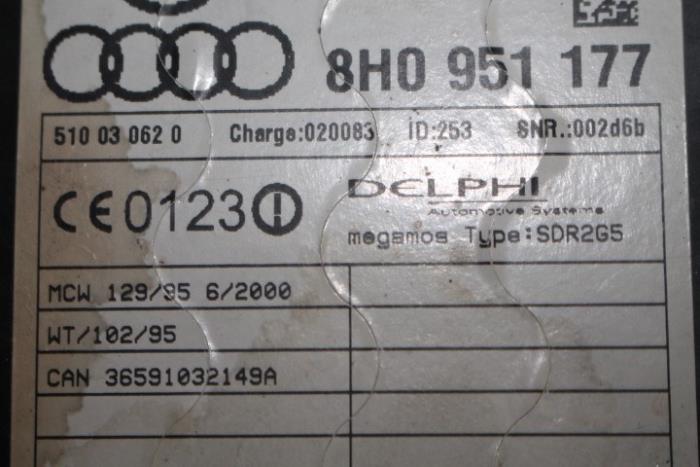 8H0 951 177
510 03 062 0 Charge:020083 ID:253 SNR.:002d6b
CE0123
DELPHI
Automotive Systems
megamos Type:SDR2G5
MCW 129/95 6/2000
WT/102/95
CAN 36591032149A